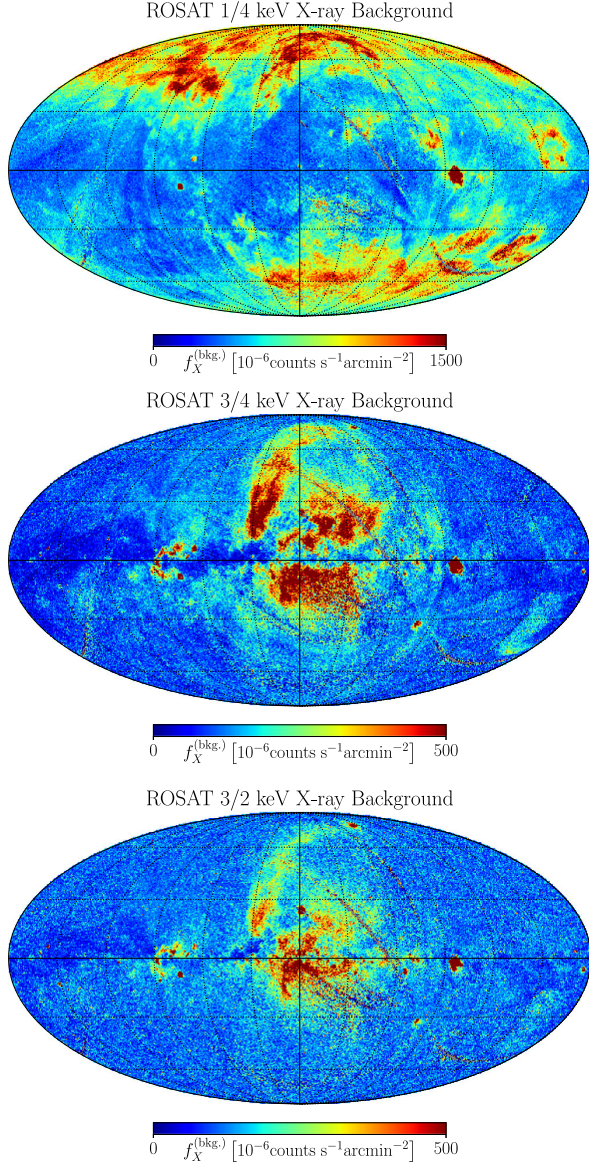 ROSAT 1/4 keV X-ray Background
0 f_X^(bkg.) [10^−6 counts s^−1 arcmin^−2] 1500
ROSAT 3/4 keV X-ray Background
0 f_X^(bkg.) [10^−6 counts s^−1 arcmin^−2] 500
ROSAT 3/2 keV X-ray Background
0 f_X^(bkg.) [10^−6 counts s^−1 arcmin^−2] 500